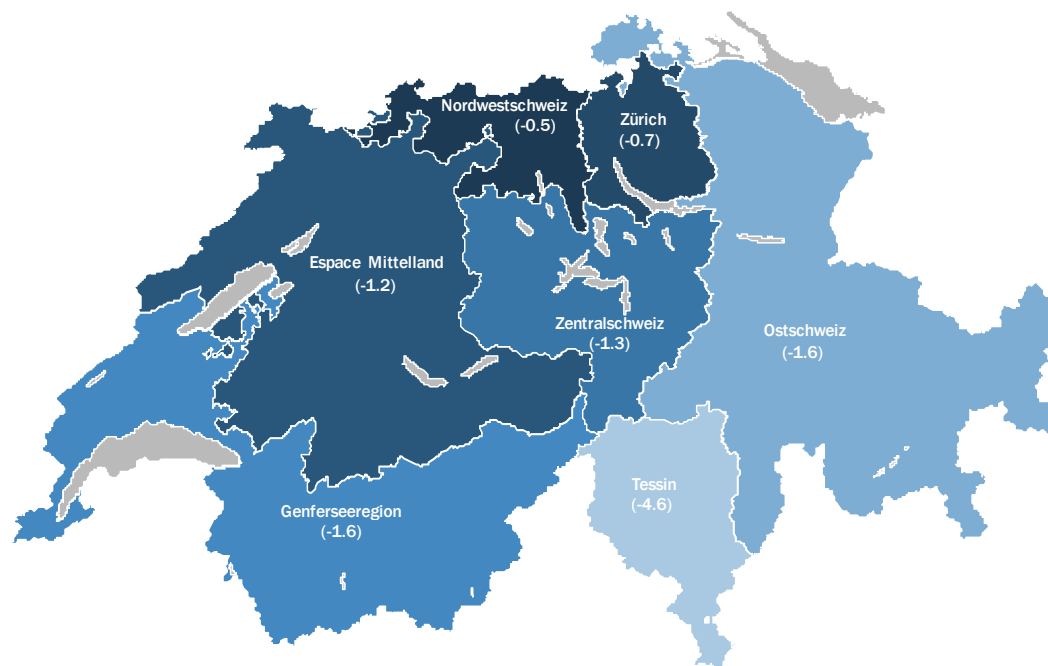 Nordwestschweiz
(-0.5)
Zürich
(-0.7)
Espace Mittelland
(-1.2)
Zentralschweiz
(-1.3)
Ostschweiz
(-1.6)
Tessin
(-4.6)
Genferseeregion
(-1.6)